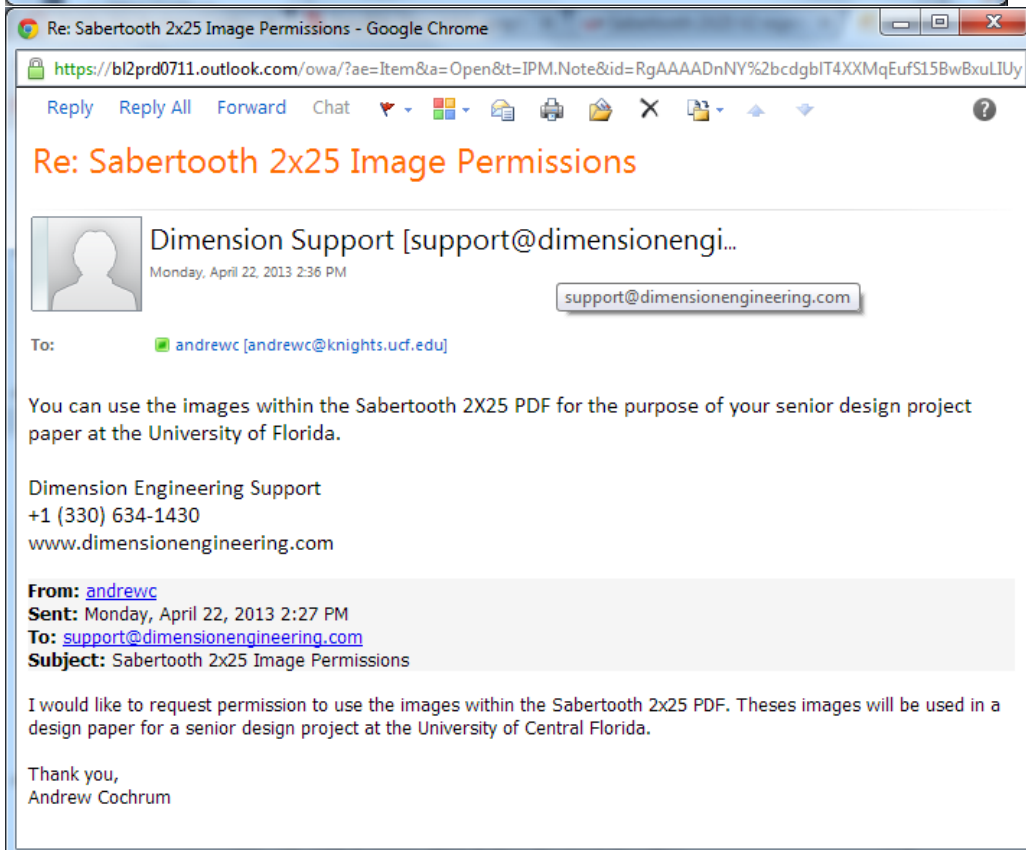 Re: Sabertooth 2x25 Image Permissions - Google Chrome
https://bl2prd0711.outlook.com/owa/?ae=Item&a=Open&t=IPM.Note&id=RgAAAADnNY%2bcdgblT4XXMqEufS15BwBxuLIUy
Reply Reply All Forward Chat
Re: Sabertooth 2x25 Image Permissions
Dimension Support [support@dimensionengi...
Monday, April 22, 2013 2:36 PM
support@dimensionengineering.com
To: andrewc [andrewc@knights.ucf.edu]
You can use the images within the Sabertooth 2X25 PDF for the purpose of your senior design project
paper at the University of Florida.
Dimension Engineering Support
+1 (330) 634-1430
www.dimensionengineering.com
From: andrewc
Sent: Monday, April 22, 2013 2:27 PM
To: support@dimensionengineering.com
Subject: Sabertooth 2x25 Image Permissions
I would like to request permission to use the images within the Sabertooth 2x25 PDF. Theses images will be used in a
design paper for a senior design project at the University of Central Florida.
Thank you,
Andrew Cochrum